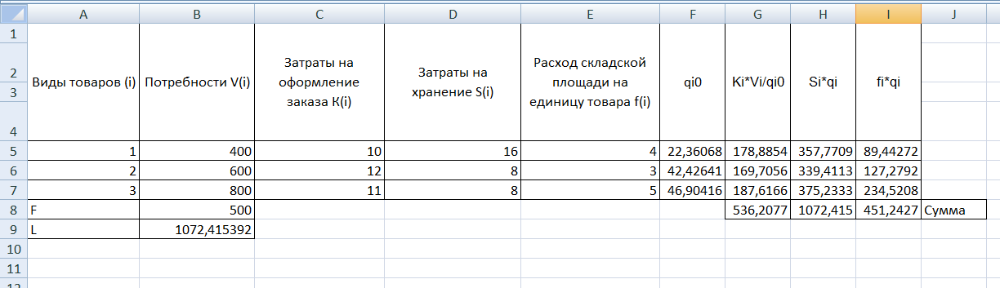 A B C D E F G H I J
1
2
3
4
Виды товаров (i) Потребности V(i) Затраты на оформление заказа К(i) Затраты на хранение S(i) Расход складской площади на единицу товара f(i) qi0 Ki*Vi/qi0 Si*qi fi*qi
5 1 400 10 16 4 22,36068 178,8854 357,7709 89,44272
6 2 600 12 8 3 42,42641 169,7056 339,4113 127,2792
7 3 800 11 8 5 46,90416 187,6166 375,2333 234,5208
8 F 500 536,2077 1072,415 451,2427 Сумма
9 L 1072,415392
10
11
12